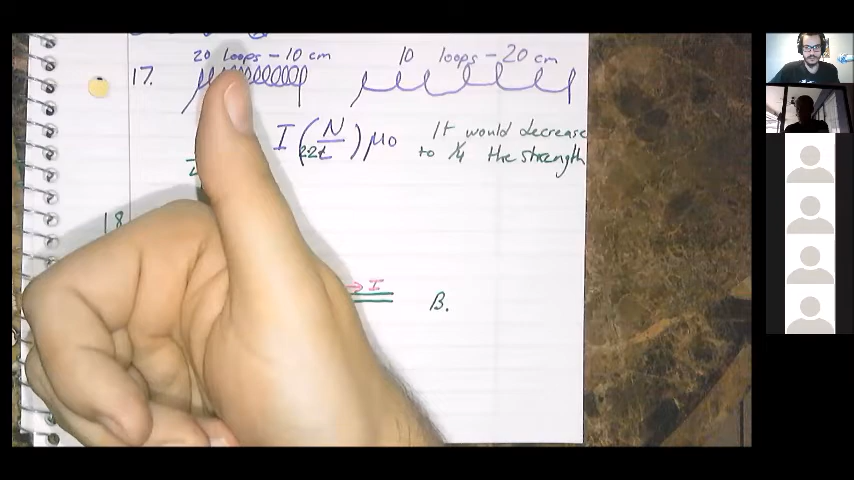 20 loops - 10 cm
10 loops - 20 cm
17.
I (N/2L) μ0
It would decrease
to 1/4 the strength
18
→ I
B.